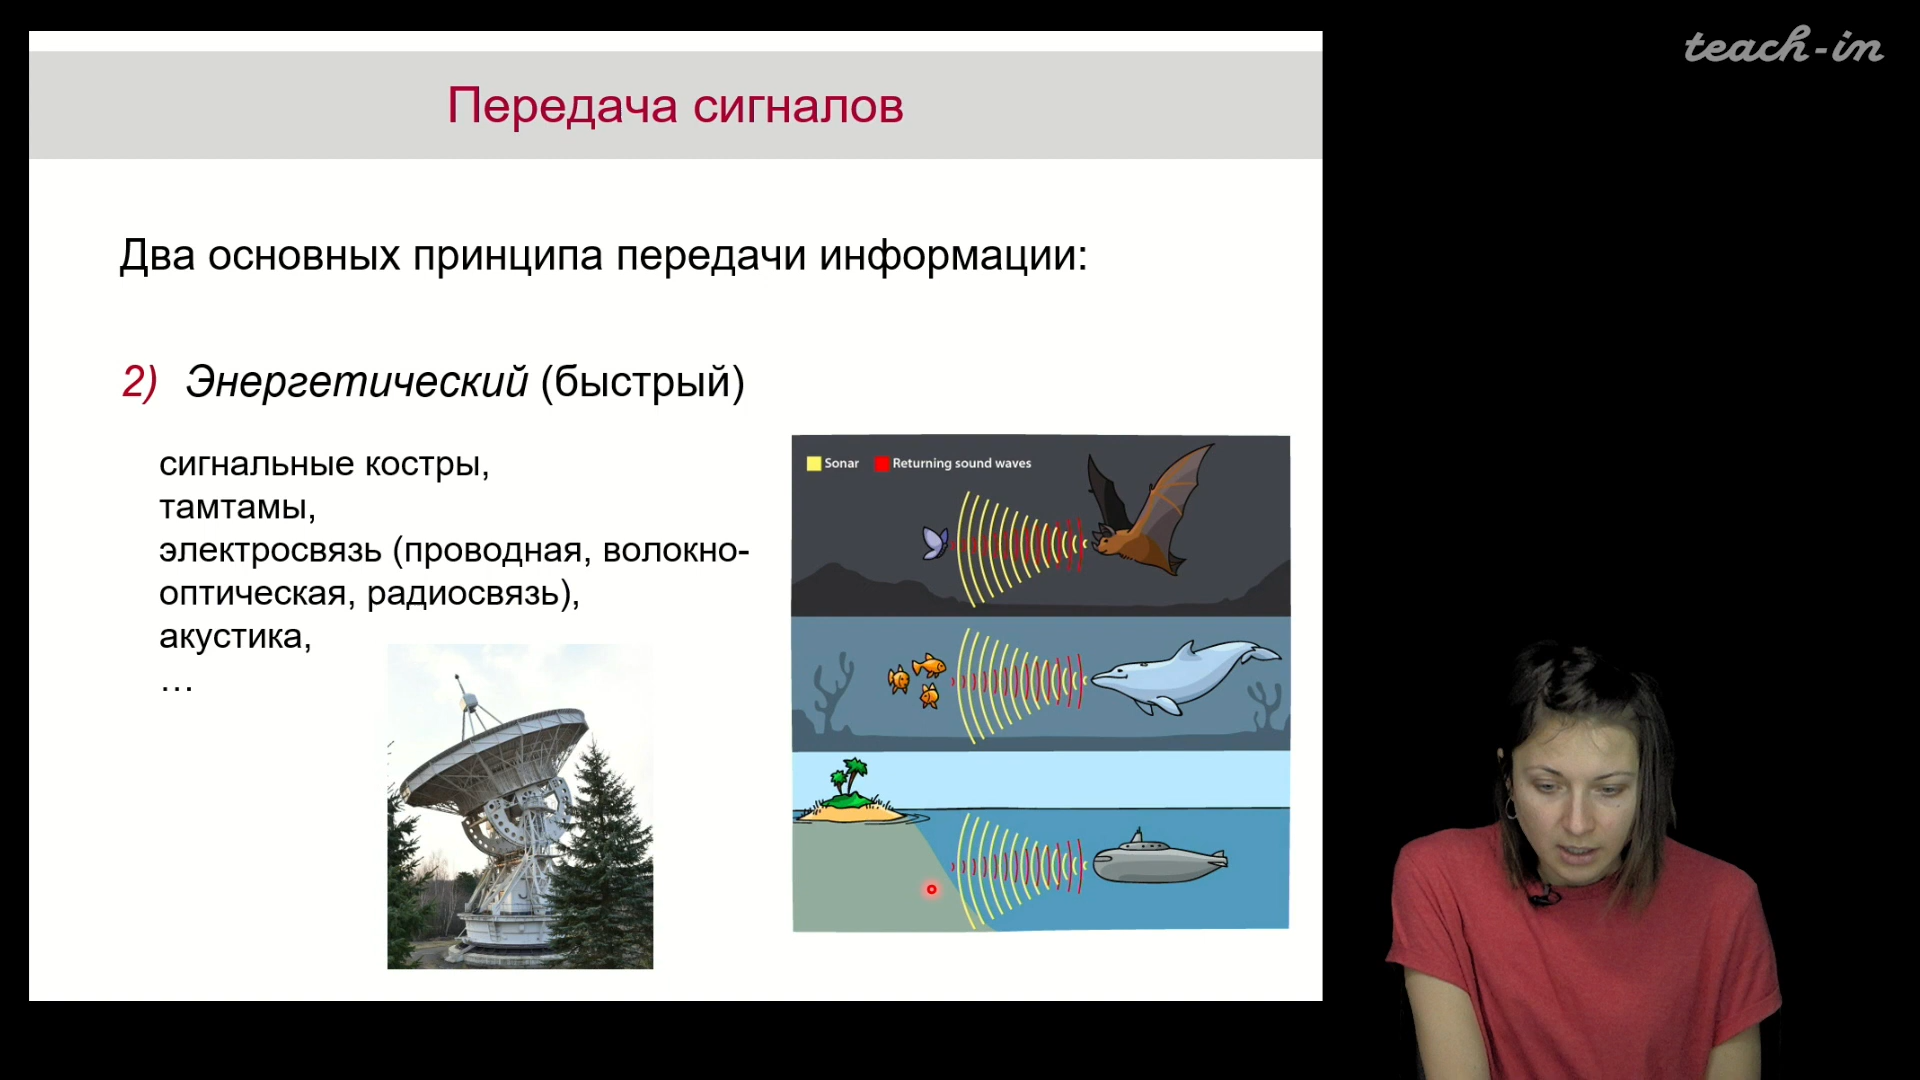 teach-in
Передача сигналов
Два основных принципа передачи информации:
2) Энергетический (быстрый)
сигнальные костры,
тамтамы,
электросвязь (проводная, волокно-
оптическая, радиосвязь),
акустика,
...
Sonar Returning sound waves